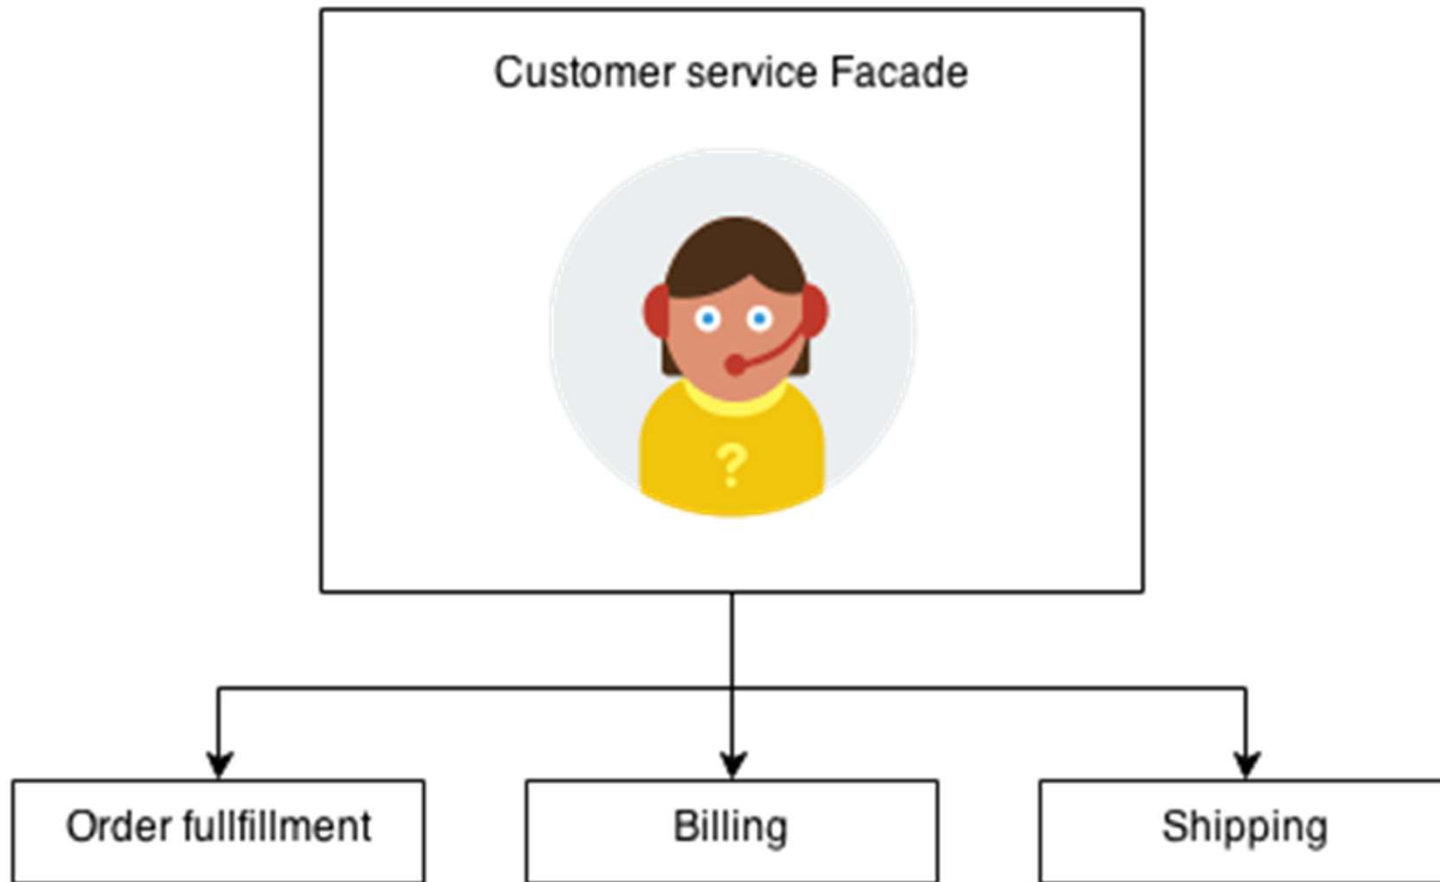 Customer service Facade
?
Order fullfillment
Billing
Shipping